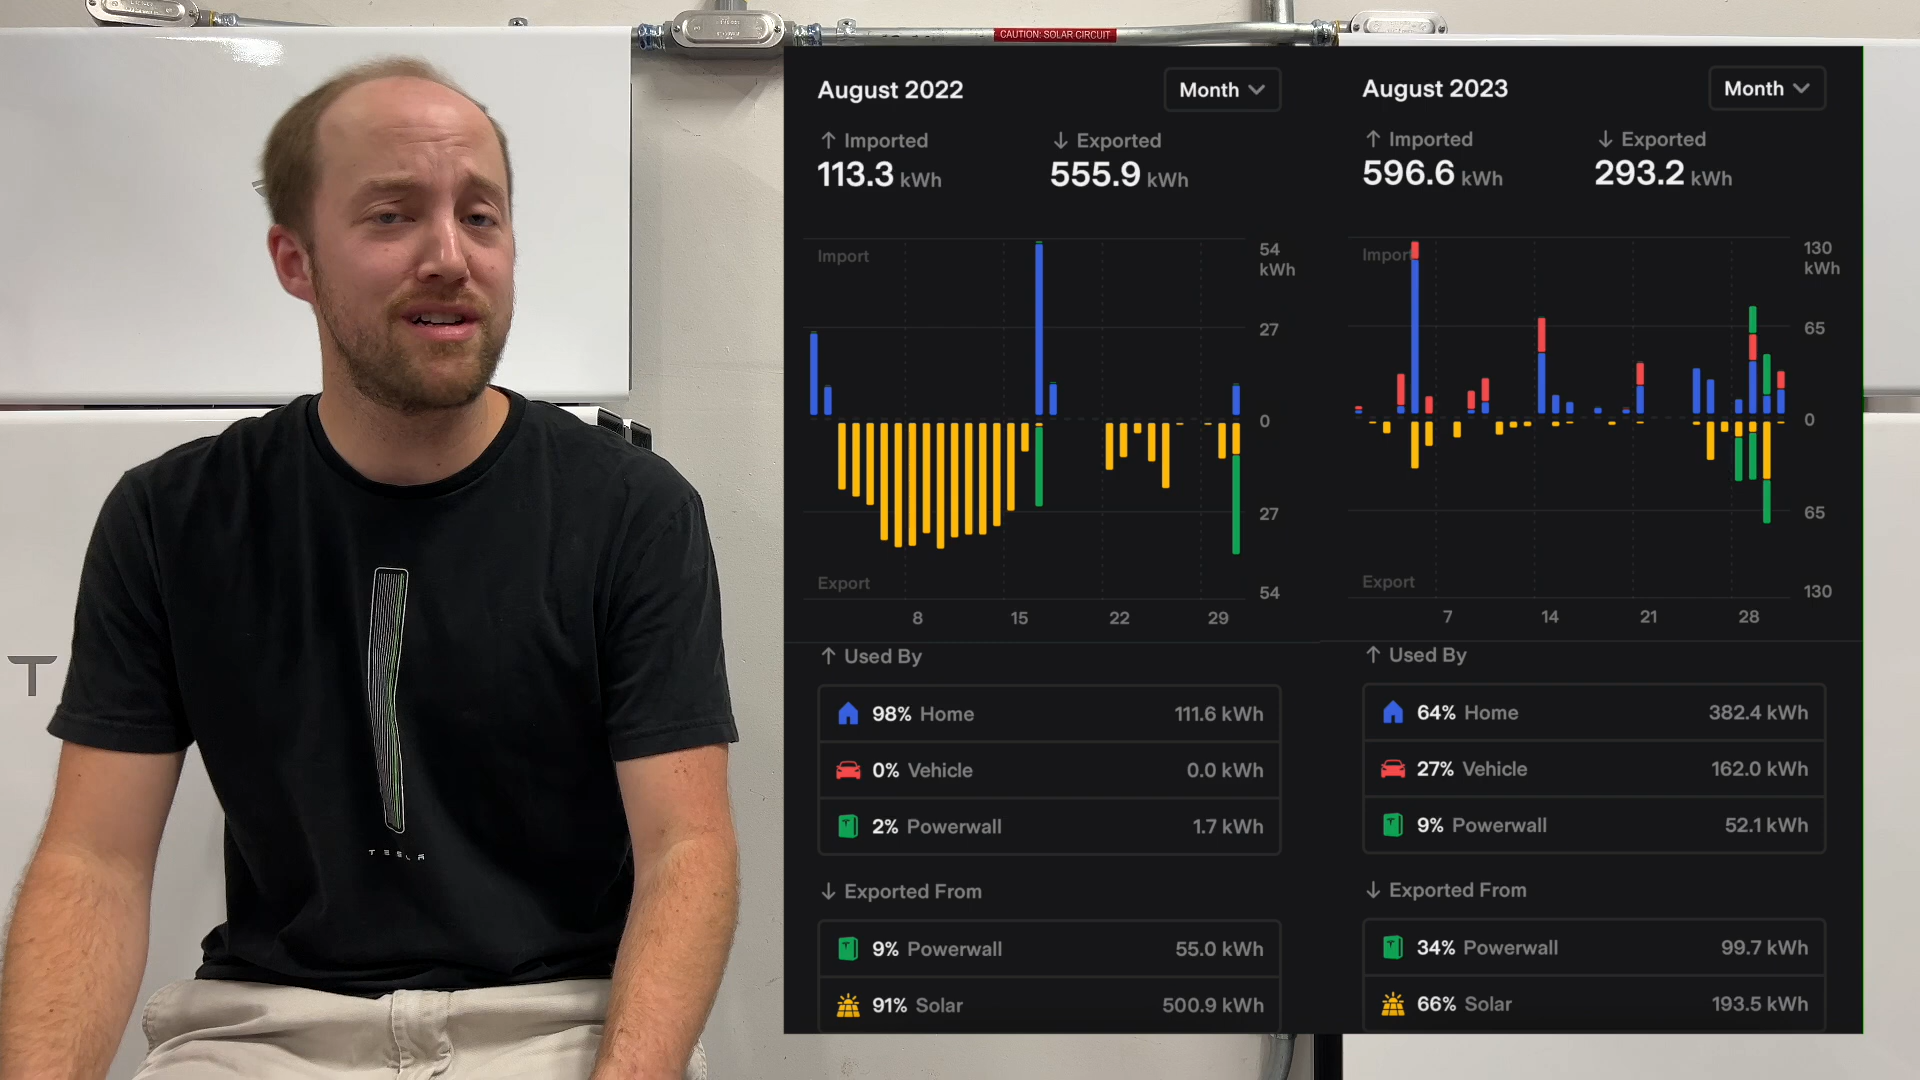 CAUTION: SOLAR CIRCUIT
T
TESLA
August 2022
Month
Imported
Exported
113.3 kWh
555.9 kWh
Import
54 kWh
27
0
27
Export
54
8 15 22 29
Used By
98% Home 111.6 kWh
0% Vehicle 0.0 kWh
2% Powerwall 1.7 kWh
Exported From
9% Powerwall 55.0 kWh
91% Solar 500.9 kWh
August 2023
Month
Imported
Exported
596.6 kWh
293.2 kWh
Import
130 kWh
65
0
65
Export
130
7 14 21 28
Used By
64% Home 382.4 kWh
27% Vehicle 162.0 kWh
9% Powerwall 52.1 kWh
Exported From
34% Powerwall 99.7 kWh
66% Solar 193.5 kWh